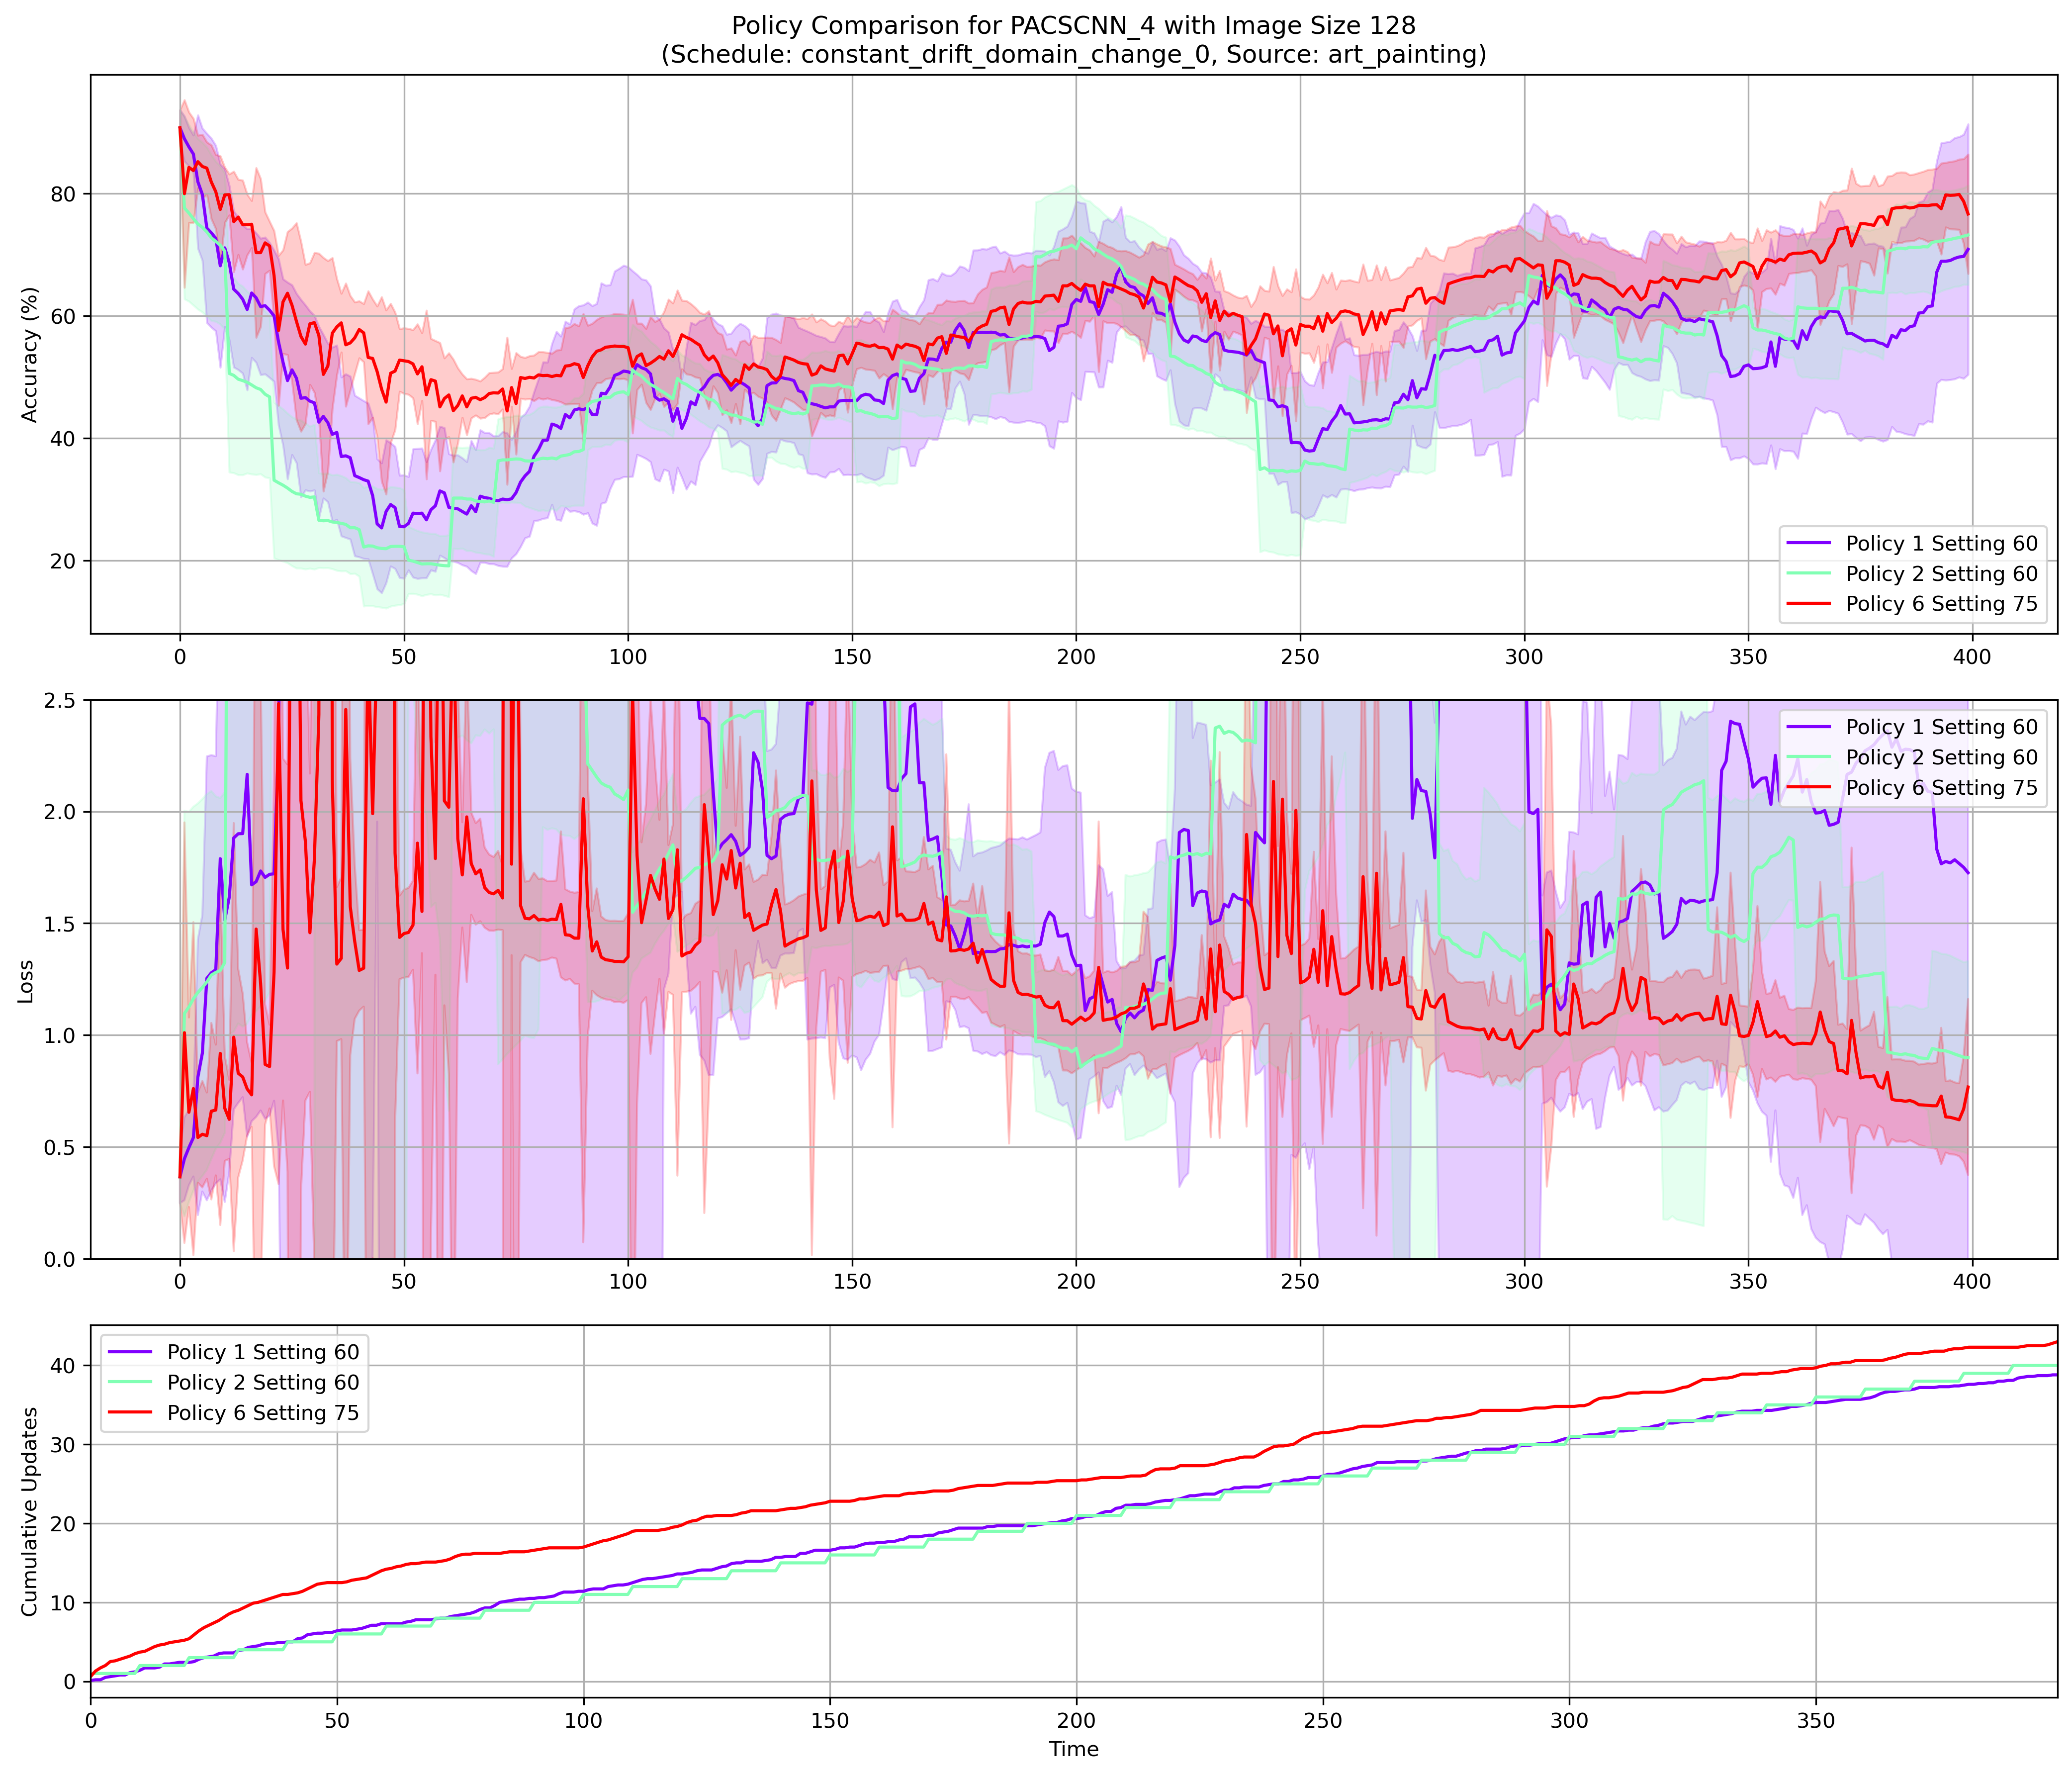 Policy Comparison for PACSCNN_4 with Image Size 128
(Schedule: constant_drift_domain_change_0, Source: art_painting)
Accuracy (%)
80
60
40
20
Policy 1 Setting 60
Policy 2 Setting 60
Policy 6 Setting 75
0 50 100 150 200 250 300 350 400
Loss
2.5
2.0
1.5
1.0
0.5
0.0
Policy 1 Setting 60
Policy 2 Setting 60
Policy 6 Setting 75
0 50 100 150 200 250 300 350 400
Cumulative Updates
40
30
20
10
0
Policy 1 Setting 60
Policy 2 Setting 60
Policy 6 Setting 75
0 50 100 150 200 250 300 350
Time